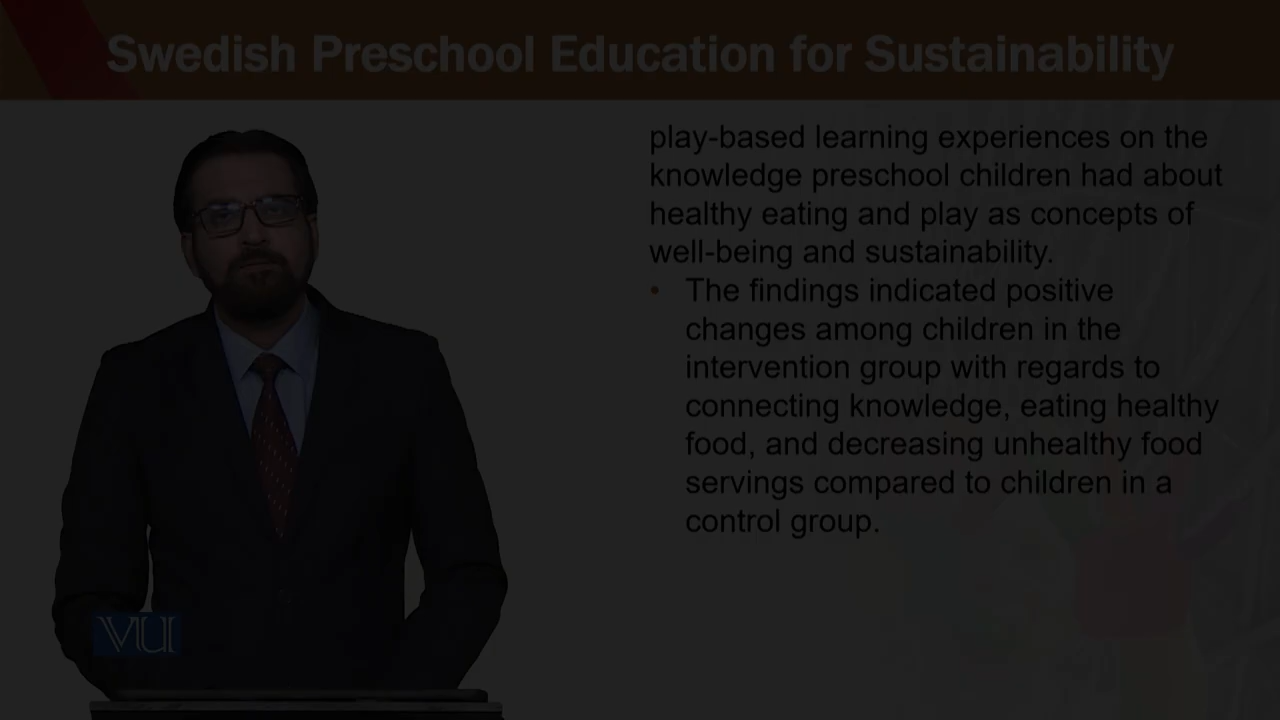 Swedish Preschool Education for Sustainability
play-based learning experiences on the
knowledge preschool children had about
healthy eating and play as concepts of
well-being and sustainability.
• The findings indicated positive
changes among children in the
intervention group with regards to
connecting knowledge, eating healthy
food, and decreasing unhealthy food
servings compared to children in a
control group.
VU